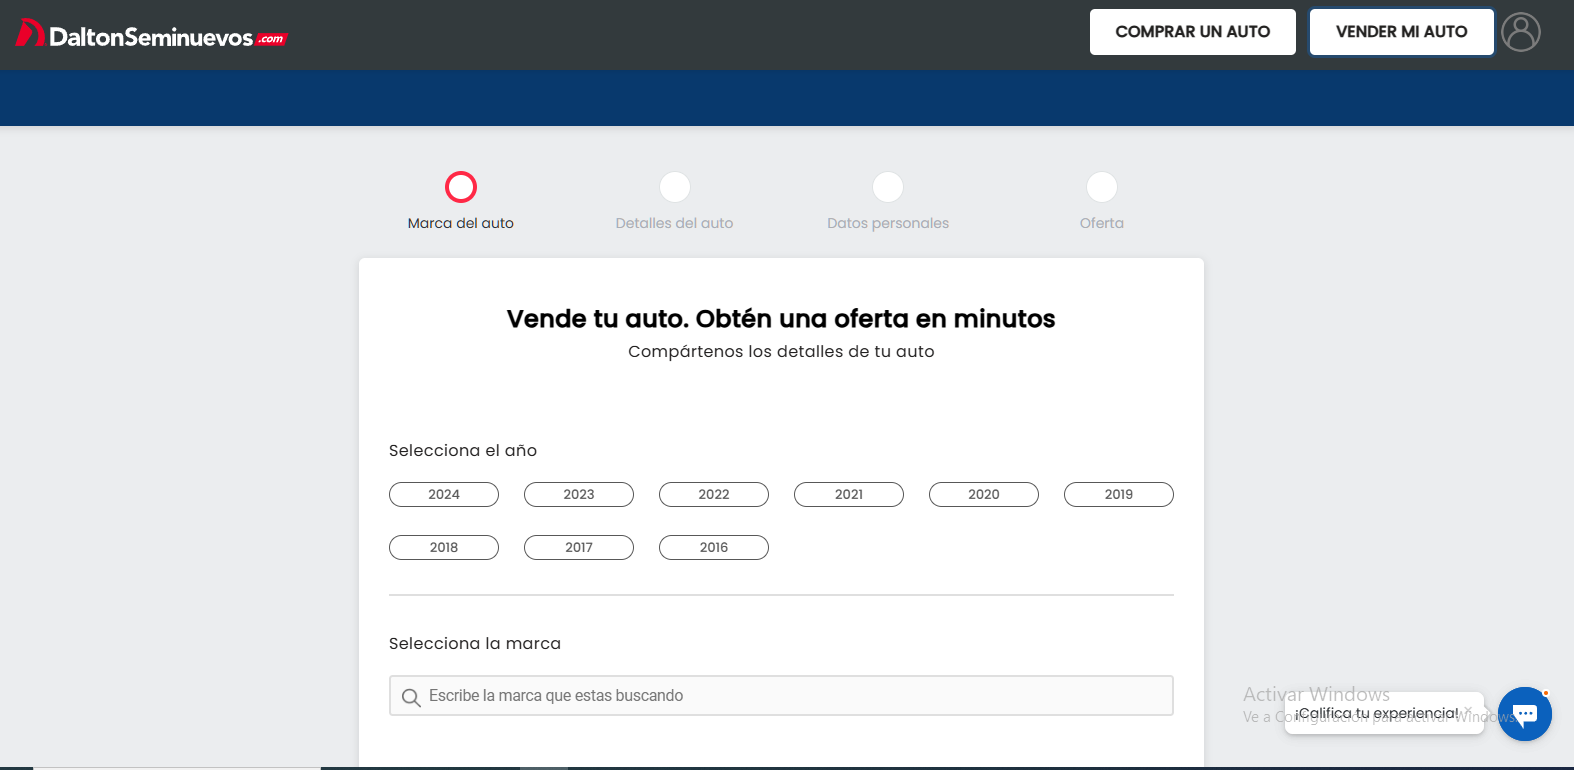 DaltonSeminuevos.com
COMPRAR UN AUTO
VENDER MI AUTO
Marca del auto
Detalles del auto
Datos personales
Oferta
Vende tu auto. Obtén una oferta en minutos
Compártenos los detalles de tu auto
Selecciona el año
2024
2023
2022
2021
2020
2019
2018
2017
2016
Selecciona la marca
Escribe la marca que estas buscando
Activar Windows
Ve a Configuración para activar Windows.
¡Califica tu experiencia! ×